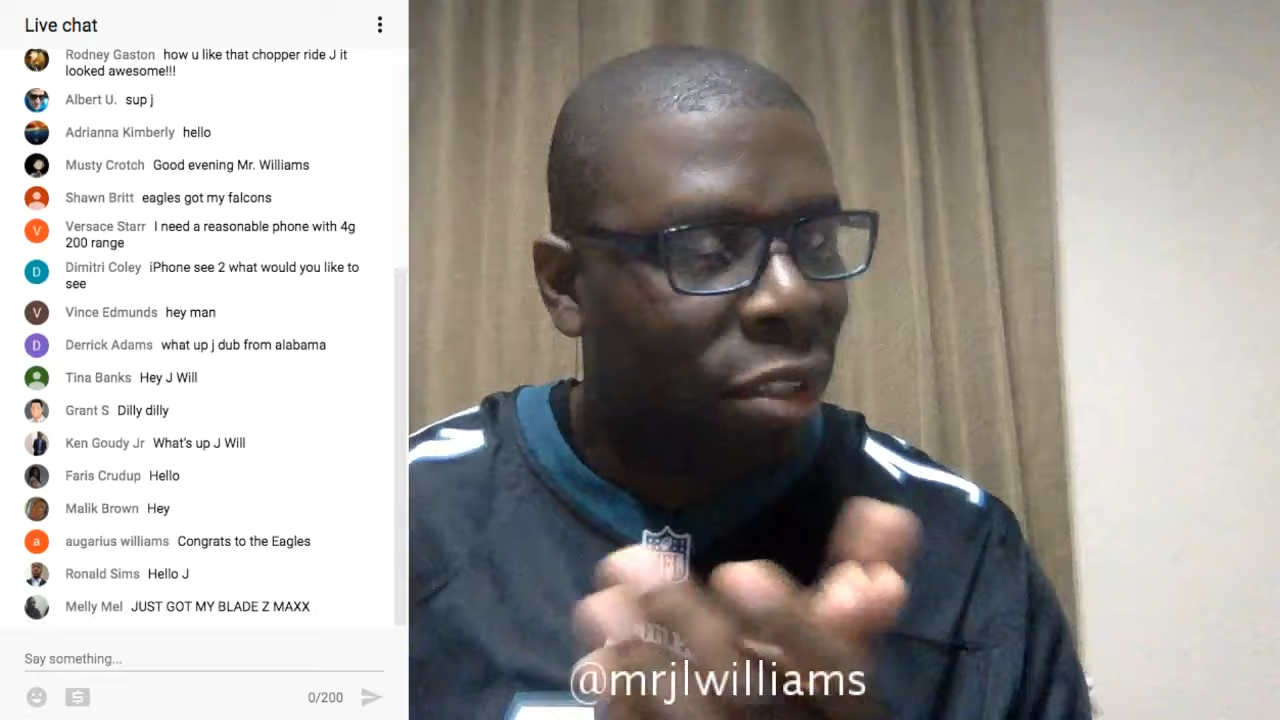 Live chat
Rodney Gaston how u like that chopper ride J it
looked awesome!!!
Albert U. sup j
Adrianna Kimberly hello
Musty Crotch Good evening Mr. Williams
Shawn Britt eagles got my falcons
V Versace Starr I need a reasonable phone with 4g
200 range
D Dimitri Coley iPhone see 2 what would you like to
see
V Vince Edmunds hey man
D Derrick Adams what up j dub from alabama
Tina Banks Hey J Will
Grant S Dilly dilly
Ken Goudy Jr What's up J Will
Faris Crudup Hello
Malik Brown Hey
a augarius williams Congrats to the Eagles
Ronald Sims Hello J
Melly Mel JUST GOT MY BLADE Z MAXX
Say something...
0/200
NFL
@mrjlwilliams